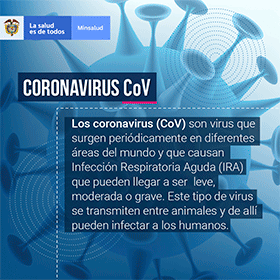 La salud
es de todos
Minsalud
CORONAVIRUS CoV
Los coronavirus (CoV) son virus que
surgen periódicamente en diferentes
áreas del mundo y que causan
Infección Respiratoria Aguda (IRA)
que pueden llegar a ser leve,
moderada o grave. Este tipo de virus
se transmiten entre animales y de allí
pueden infectar a los humanos.